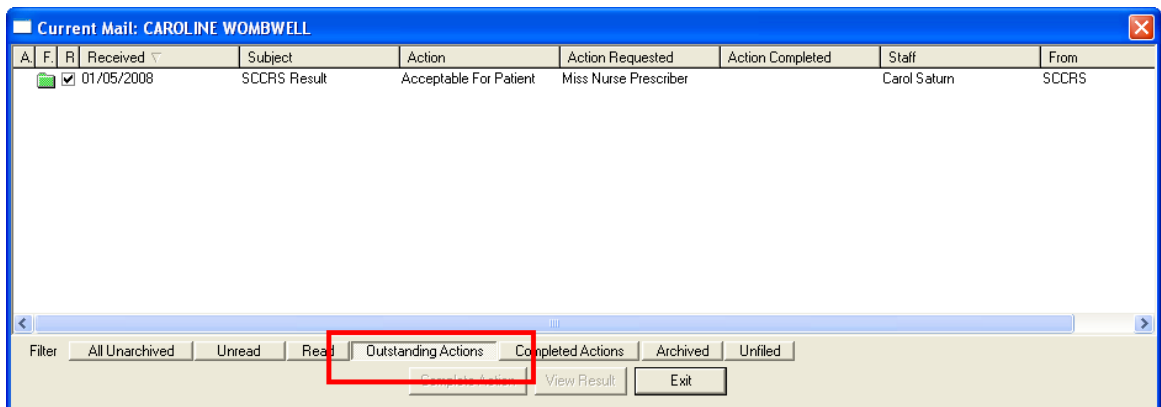 Current Mail: CAROLINE WOMBWELL
A. F. R Received Subject Action Action Requested Action Completed Staff From
01/05/2008 SCCRS Result Acceptable For Patient Miss Nurse Prescriber Carol Saturn SCCRS
Filter All Unarchived Unread Read Outstanding Actions Completed Actions Archived Unfiled
Complete Action View Result Exit